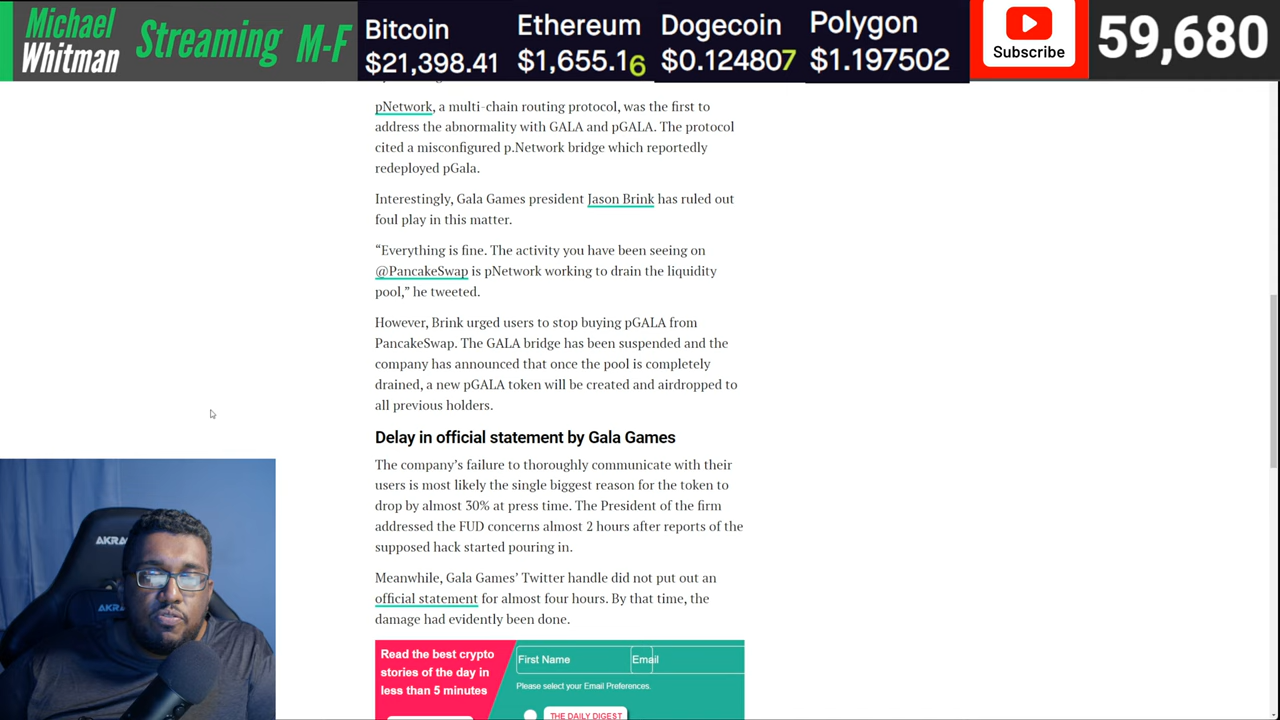 Michael
Whitman
Streaming M-F
Bitcoin
$21,398.41
Ethereum
$1,655.16
Dogecoin
$0.124807
Polygon
$1.197502
Subscribe
59,680
pNetwork, a multi-chain routing protocol, was the first to
address the abnormality with GALA and pGALA. The protocol
cited a misconfigured p.Network bridge which reportedly
redeployed pGala.
Interestingly, Gala Games president Jason Brink has ruled out
foul play in this matter.
“Everything is fine. The activity you have been seeing on
@PancakeSwap is pNetwork working to drain the liquidity
pool,” he tweeted.
However, Brink urged users to stop buying pGALA from
PancakeSwap. The GALA bridge has been suspended and the
company has announced that once the pool is completely
drained, a new pGALA token will be created and airdropped to
all previous holders.
Delay in official statement by Gala Games
The company’s failure to thoroughly communicate with their
users is most likely the single biggest reason for the token to
drop by almost 30% at press time. The President of the firm
addressed the FUD concerns almost 2 hours after reports of the
supposed hack started pouring in.
Meanwhile, Gala Games’ Twitter handle did not put out an
official statement for almost four hours. By that time, the
damage had evidently been done.
Read the best crypto
stories of the day in
less than 5 minutes
First Name
Email
Please select your Email Preferences.
THE DAILY DIGEST
AKRA
AKR